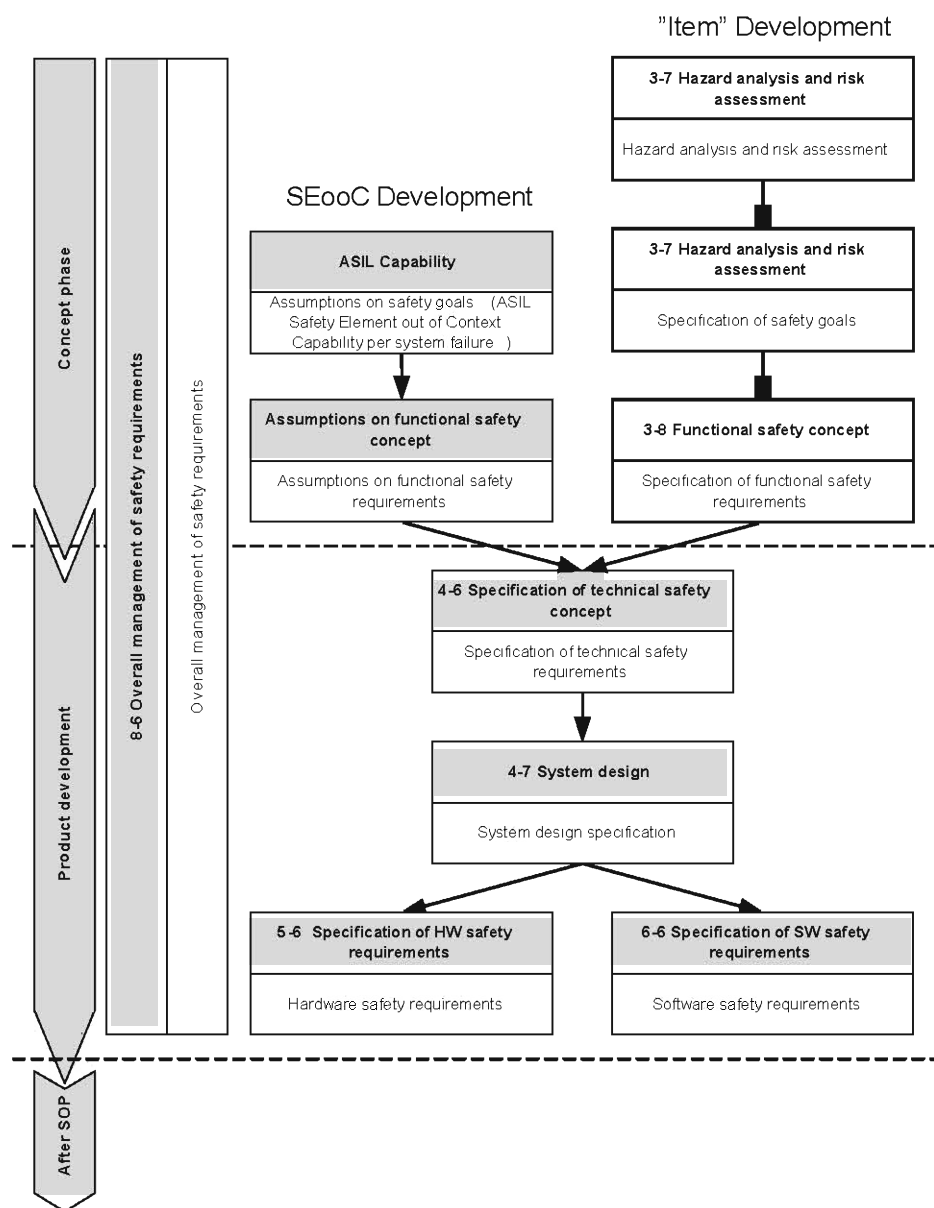 "Item" Development
3-7 Hazard analysis and risk
assessment
Hazard analysis and risk assessment
SEooC Development
ASIL Capability
Assumptions on safety goals (ASIL
Safety Element out of Context
Capability per system failure )
3-7 Hazard analysis and risk
assessment
Specification of safety goals
Assumptions on functional safety
concept
Assumptions on functional safety
requirements
3-8 Functional safety concept
Specification of functional safety
requirements
Concept phase
8-6 Overall management of safety requirements
Overall management of safety requirements
4-6 Specification of technical safety
concept
Specification of technical safety
requirements
4-7 System design
System design specification
Product development
5-6 Specification of HW safety
requirements
Hardware safety requirements
6-6 Specification of SW safety
requirements
Software safety requirements
After SOP